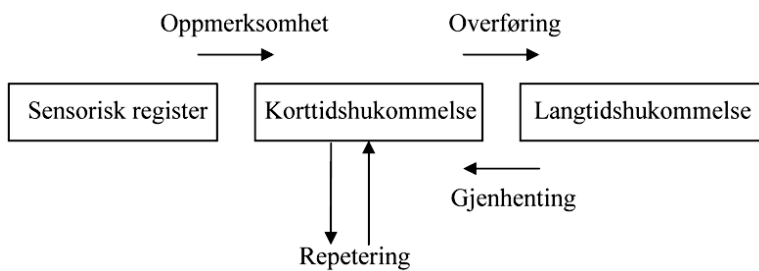 Oppmerksomhet
Overføring
Sensorisk register
Korttidshukommelse
Langtidshukommelse
Gjenhenting
Repetering